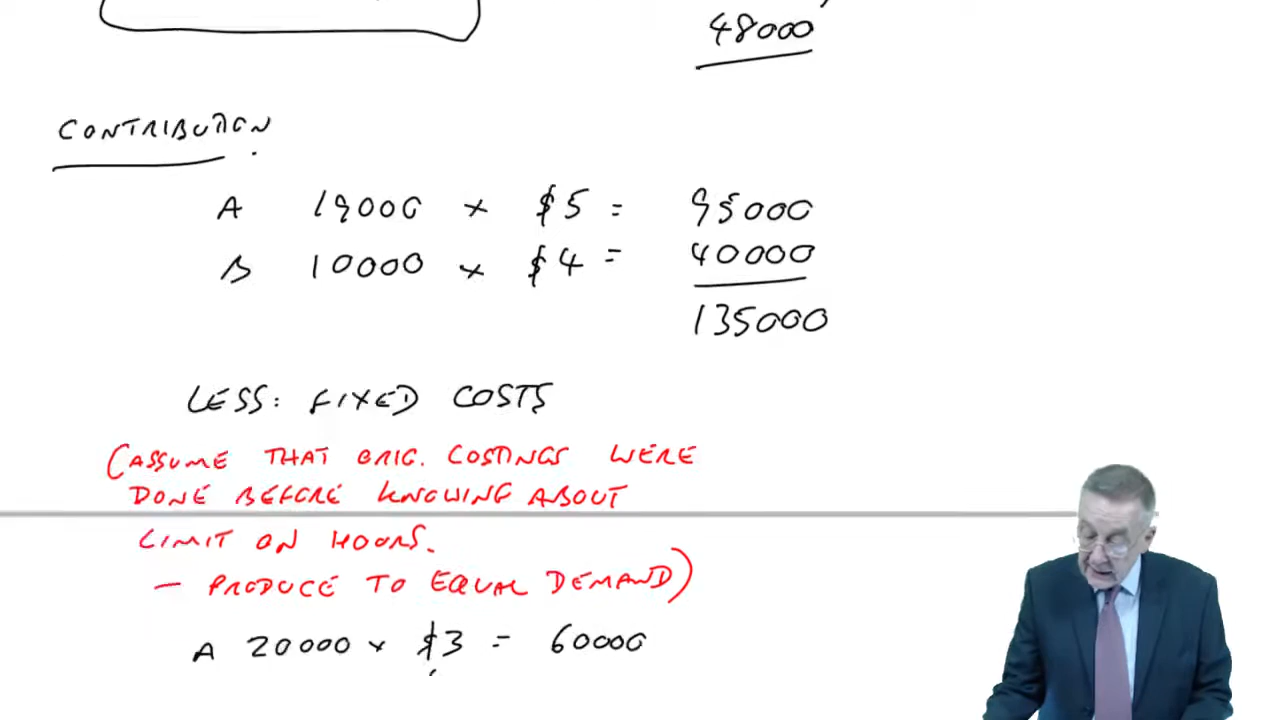 48000
CONTRIBUTION
A 19000 × $5 = 95000
B 10000 × $4 = 40000
135000
LESS: FIXED COSTS
(ASSUME THAT ORIG. COSTINGS WERE
DONE BEFORE KNOWING ABOUT
LIMIT ON HOURS.
— PRODUCE TO EQUAL DEMAND)
A 20000 × $3 = 60000